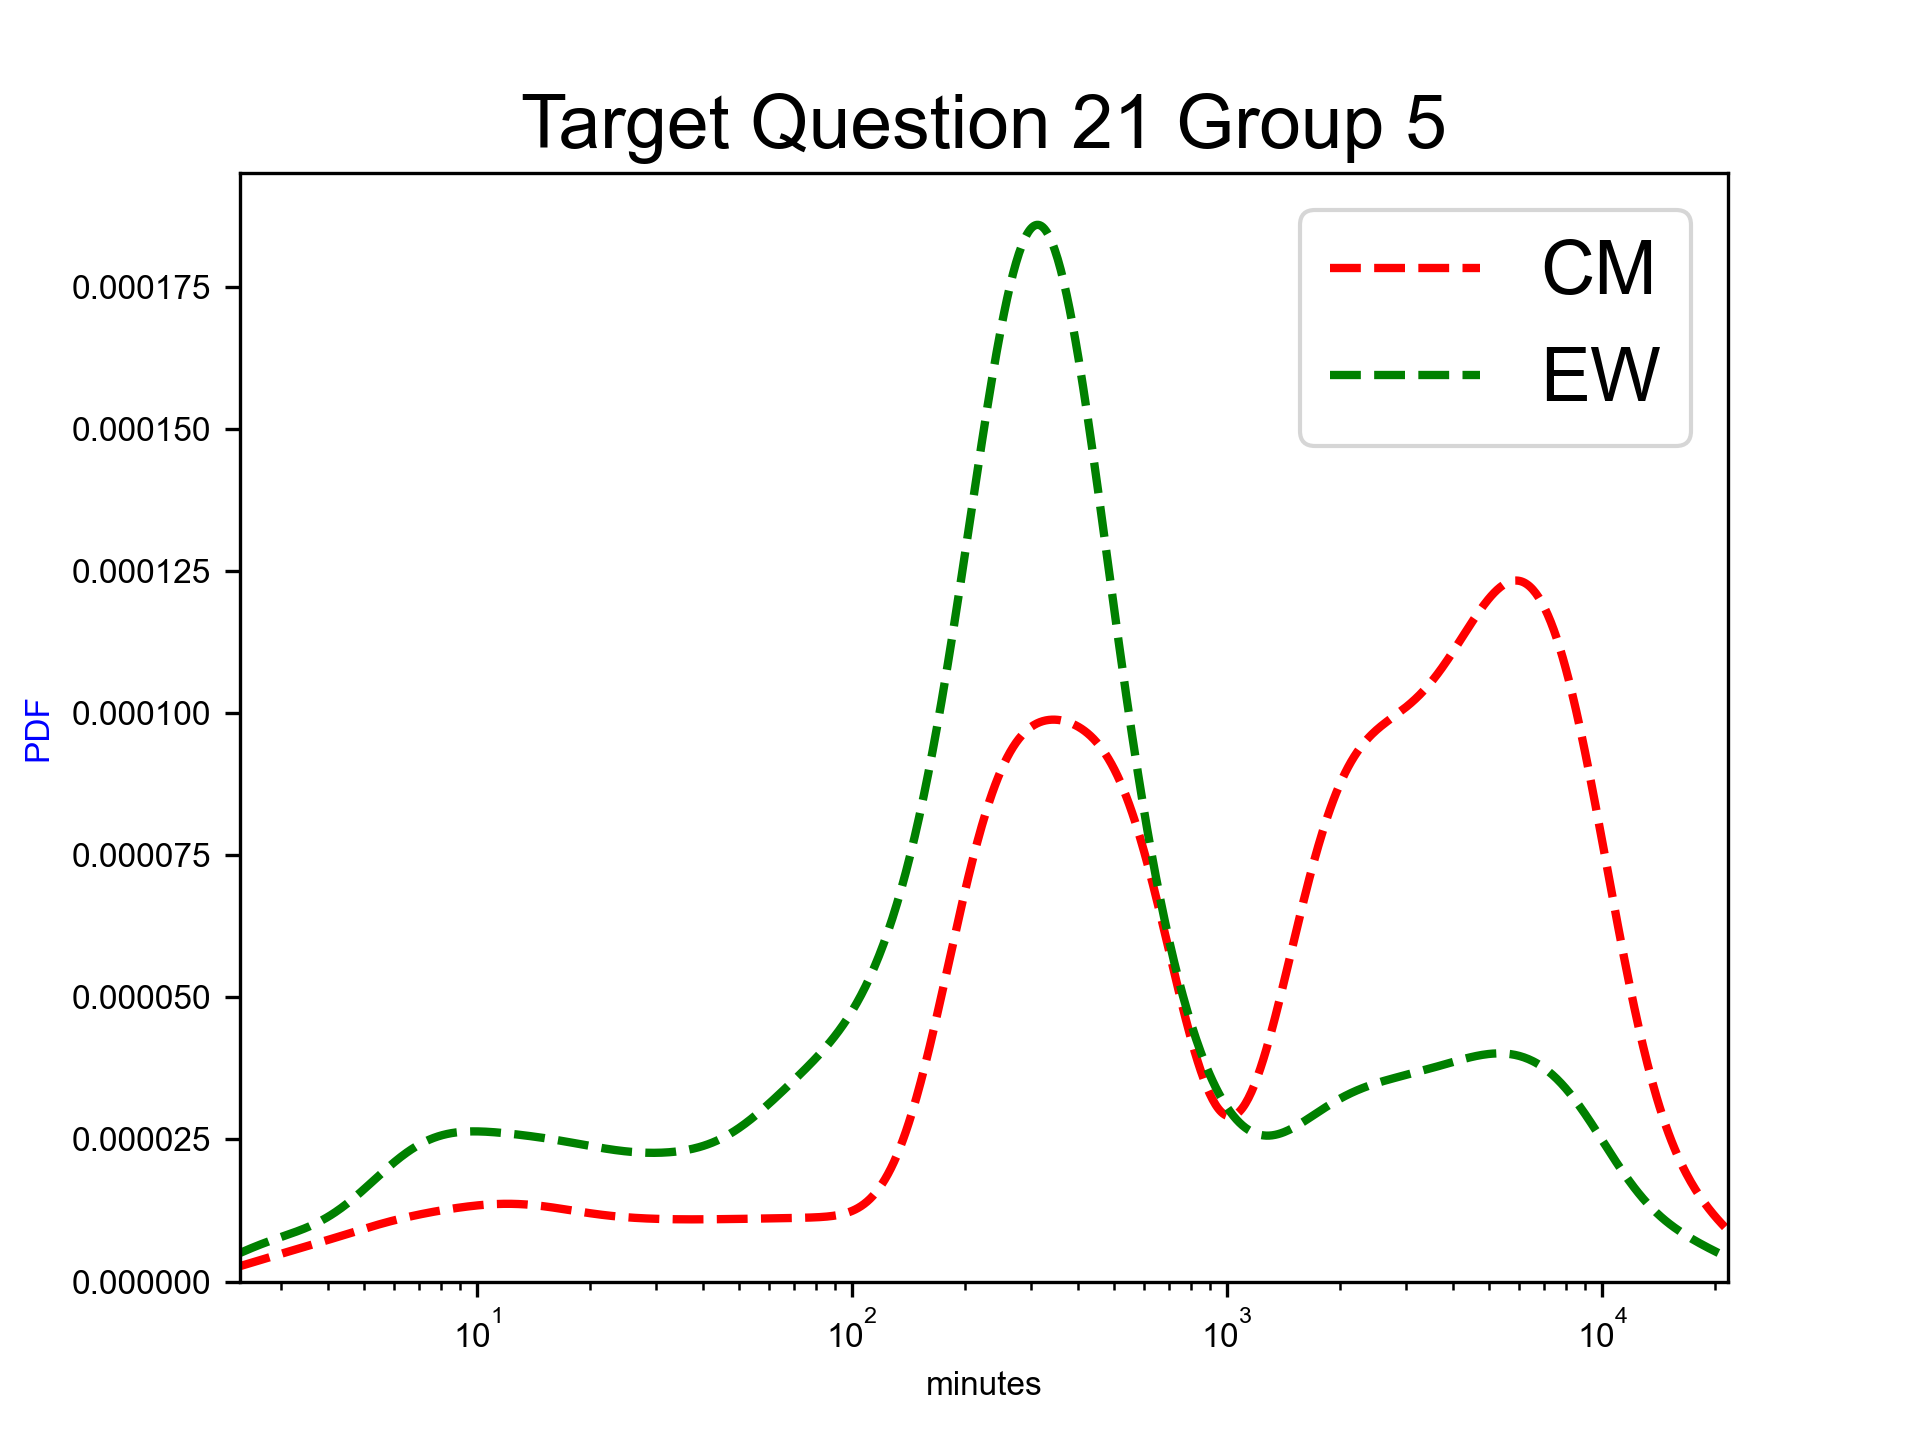 Target Question 21 Group 5
CM
EW
0.000175
0.000150
0.000125
0.000100
0.000075
0.000050
0.000025
0.000000
PDF
10¹ 10² 10³ 10⁴
minutes